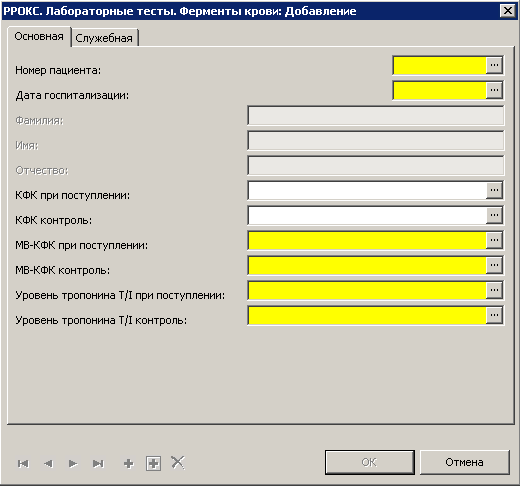 РРОКС. Лабораторные тесты. Ферменты крови: Добавление
Основная Служебная
Номер пациента: ...
Дата госпитализации: ...
Фамилия:
Имя:
Отчество:
КФК при поступлении: ...
КФК контроль: ...
МВ-КФК при поступлении: ...
МВ-КФК контроль: ...
Уровень тропонина T/I при поступлении: ...
Уровень тропонина T/I контроль: ...
ОК Отмена